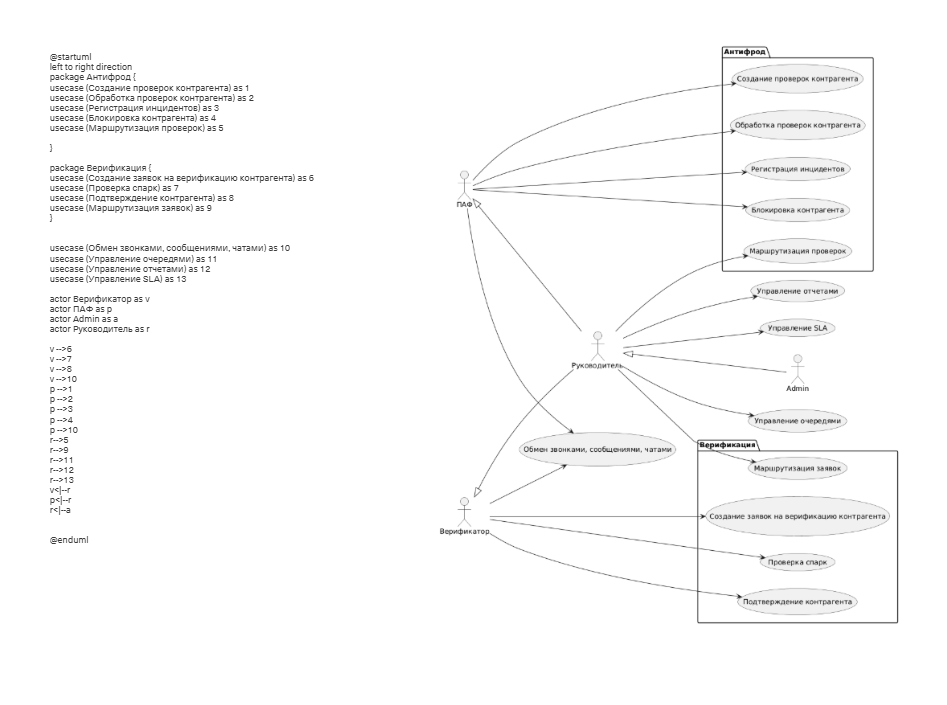 @startuml
left to right direction
package Антифрод {
usecase (Создание проверок контрагента) as 1
usecase (Обработка проверок контрагента) as 2
usecase (Регистрация инцидентов) as 3
usecase (Блокировка контрагента) as 4
usecase (Маршрутизация проверок) as 5
}
package Верификация {
usecase (Создание заявок на верификацию контрагента) as 6
usecase (Проверка спарк) as 7
usecase (Подтверждение контрагента) as 8
usecase (Маршрутизация заявок) as 9
}
usecase (Обмен звонками, сообщениями, чатами) as 10
usecase (Управление очередями) as 11
usecase (Управление отчетами) as 12
usecase (Управление SLA) as 13
actor Верификатор as v
actor ПАФ as p
actor Admin as a
actor Руководитель as r
v -->6
v -->7
v -->8
v -->10
p -->1
p -->2
p -->3
p -->4
p -->10
r-->5
r-->9
r-->11
r-->12
r-->13
v<|--r
p<|--r
r<|--a
@enduml
Антифрод
Создание проверок контрагента
Обработка проверок контрагента
Регистрация инцидентов
ПАФ
Блокировка контрагента
Маршрутизация проверок
Управление отчетами
Управление SLA
Руководитель
Admin
Управление очередями
Верификация
Обмен звонками, сообщениями, чатами
Маршрутизация заявок
Создание заявок на верификацию контрагента
Верификатор
Проверка спарк
Подтверждение контрагента